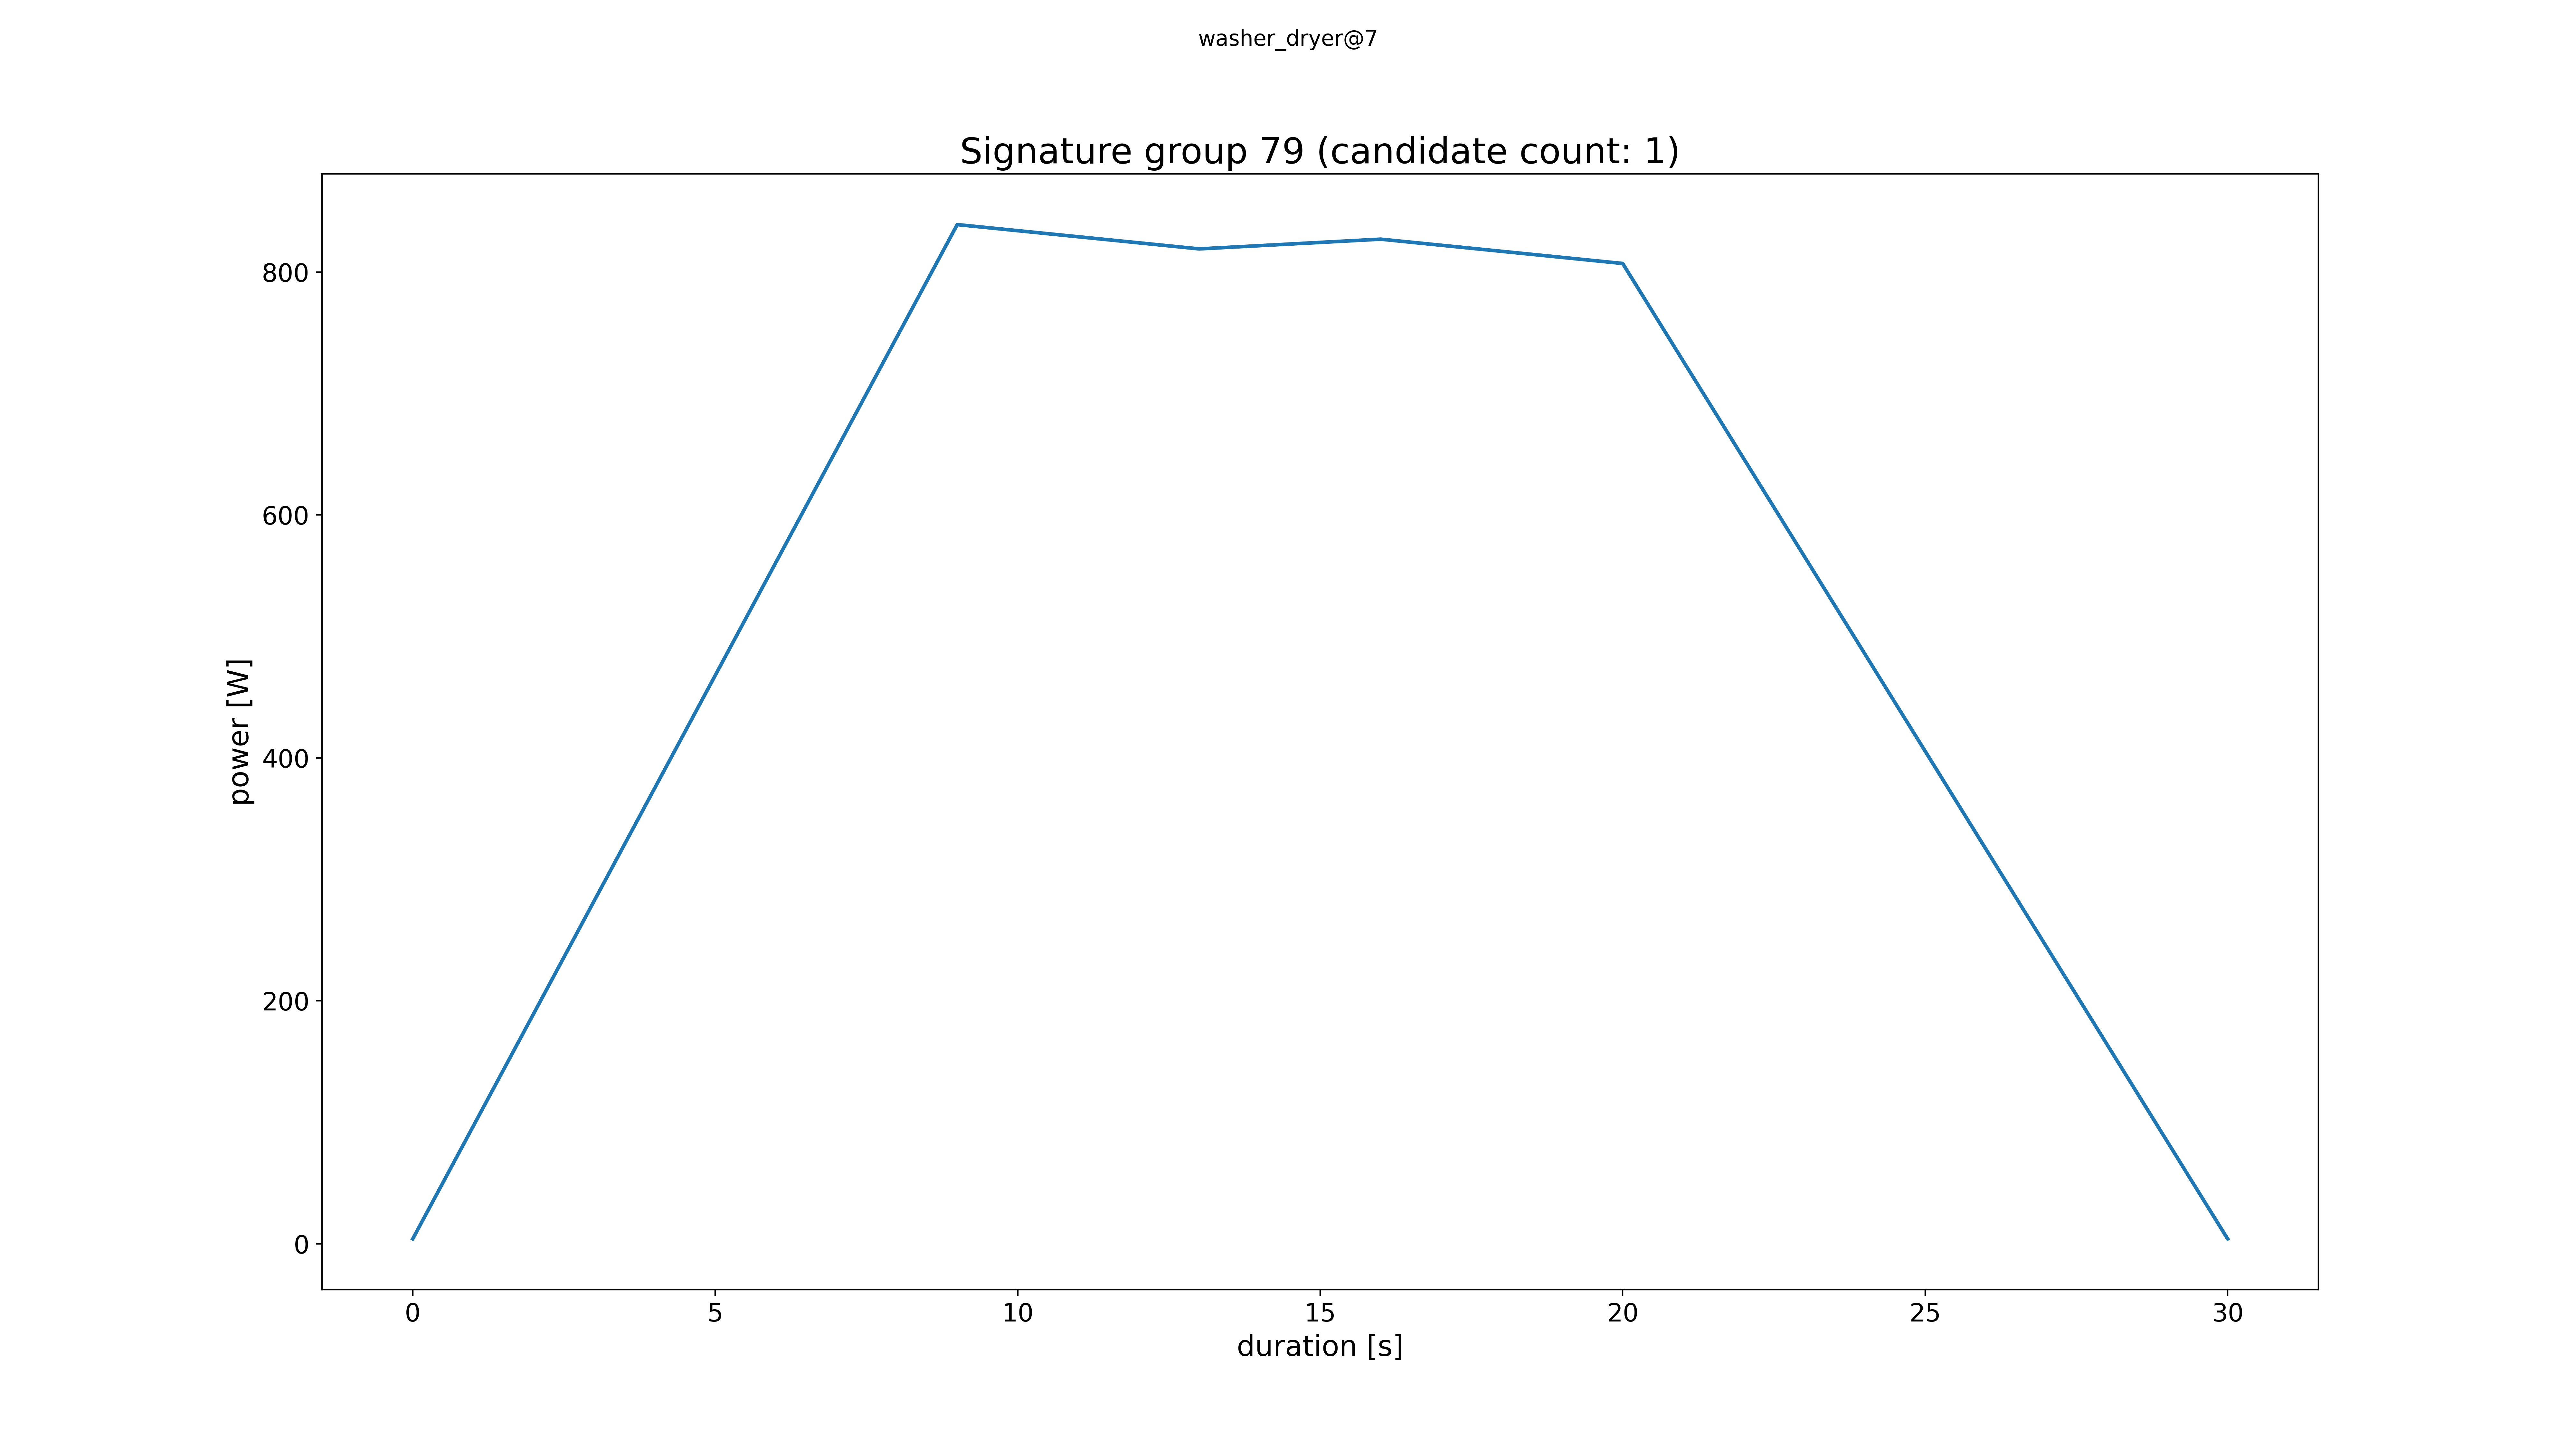 washer_dryer@7
Signature group 79 (candidate count: 1)
800
600
400
200
0
power [W]
0 5 10 15 20 25 30
duration [s]